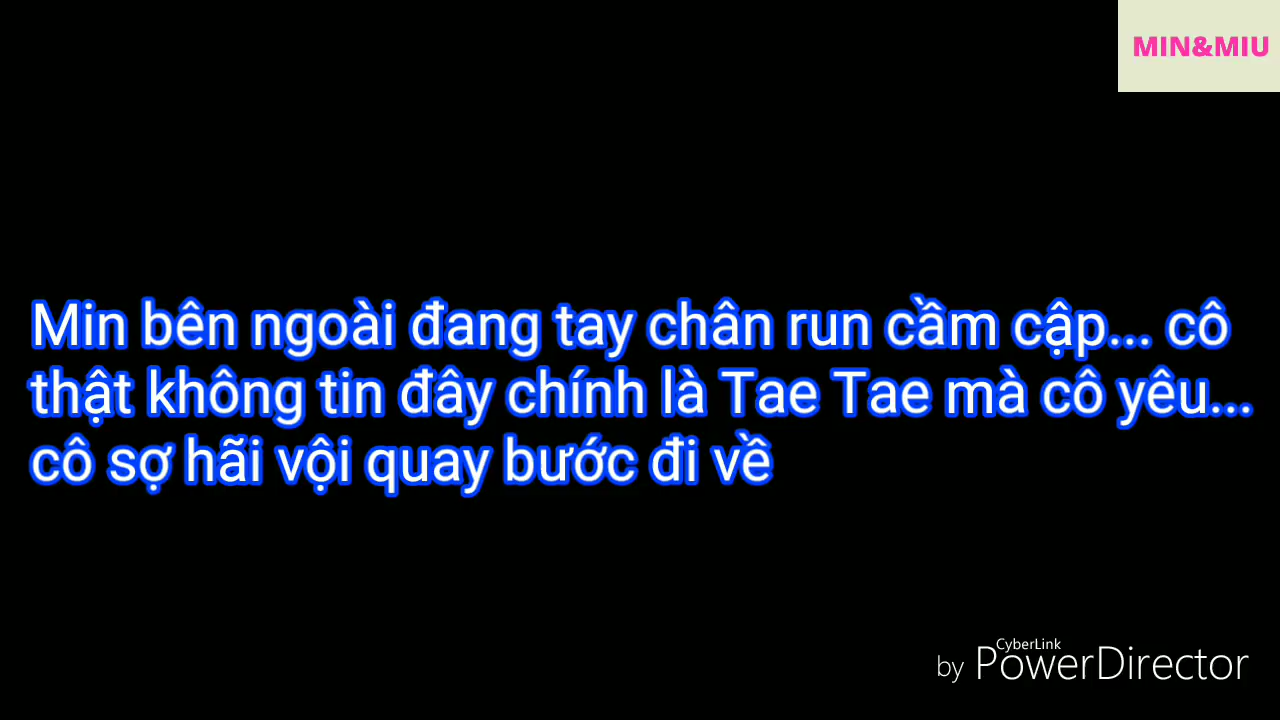 MIN&MIU
Min bên ngoài đang tay chân run cầm cập... cô
thật không tin đây chính là Tae Tae mà cô yêu...
cô sợ hãi vội quay bước đi về
CyberLink
by PowerDirector